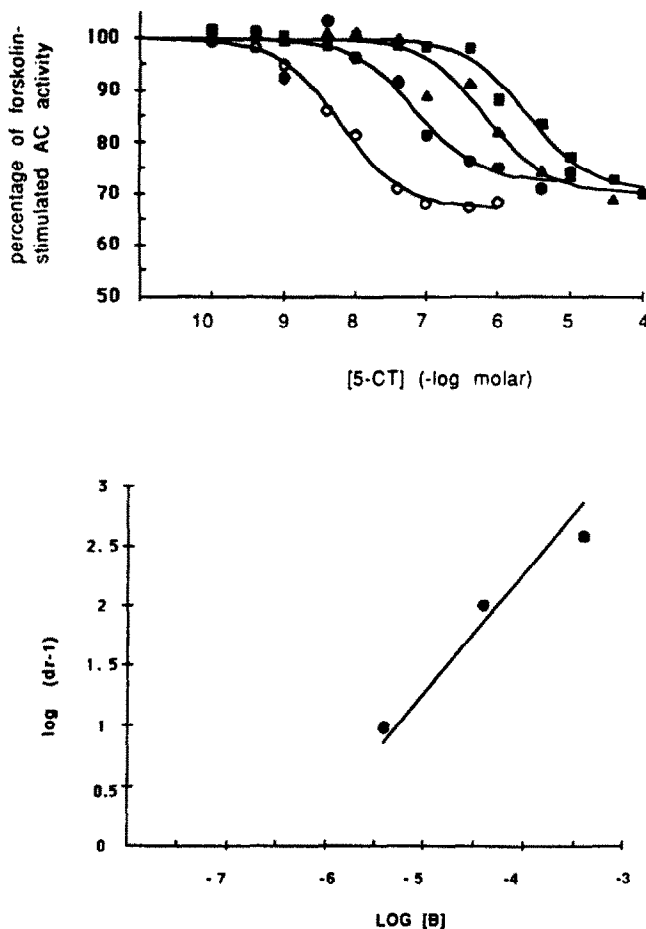 percentage of forskolin-
stimulated AC activity
100
90
80
70
60
50
10 9 8 7 6 5 4
[5-CT] (-log molar)
log (dr-1)
3
2.5
2
1.5
1
0.5
0
-7 -6 -5 -4 -3
LOG [B]